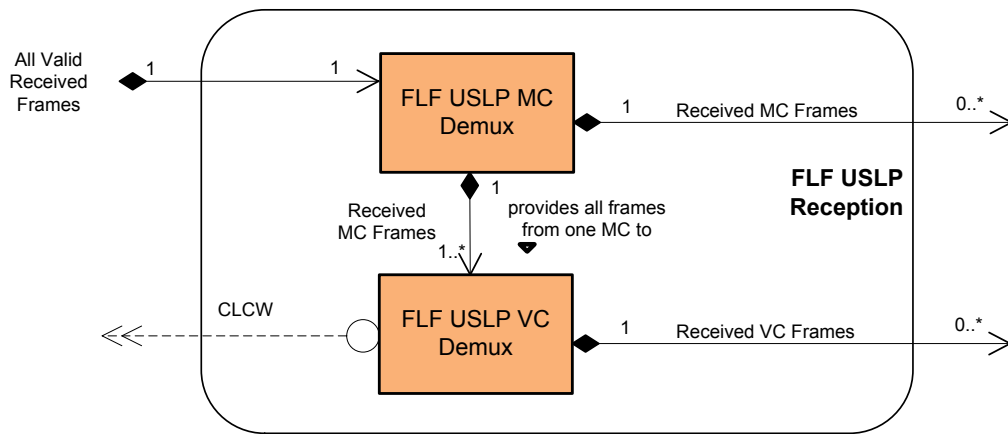 All Valid
Received
Frames
1
1
FLF USLP MC
Demux
1
Received MC Frames
0..*
FLF USLP
Reception
Received
MC Frames
1
provides all frames
from one MC to
1..*
CLCW
FLF USLP VC
Demux
1
Received VC Frames
0..*